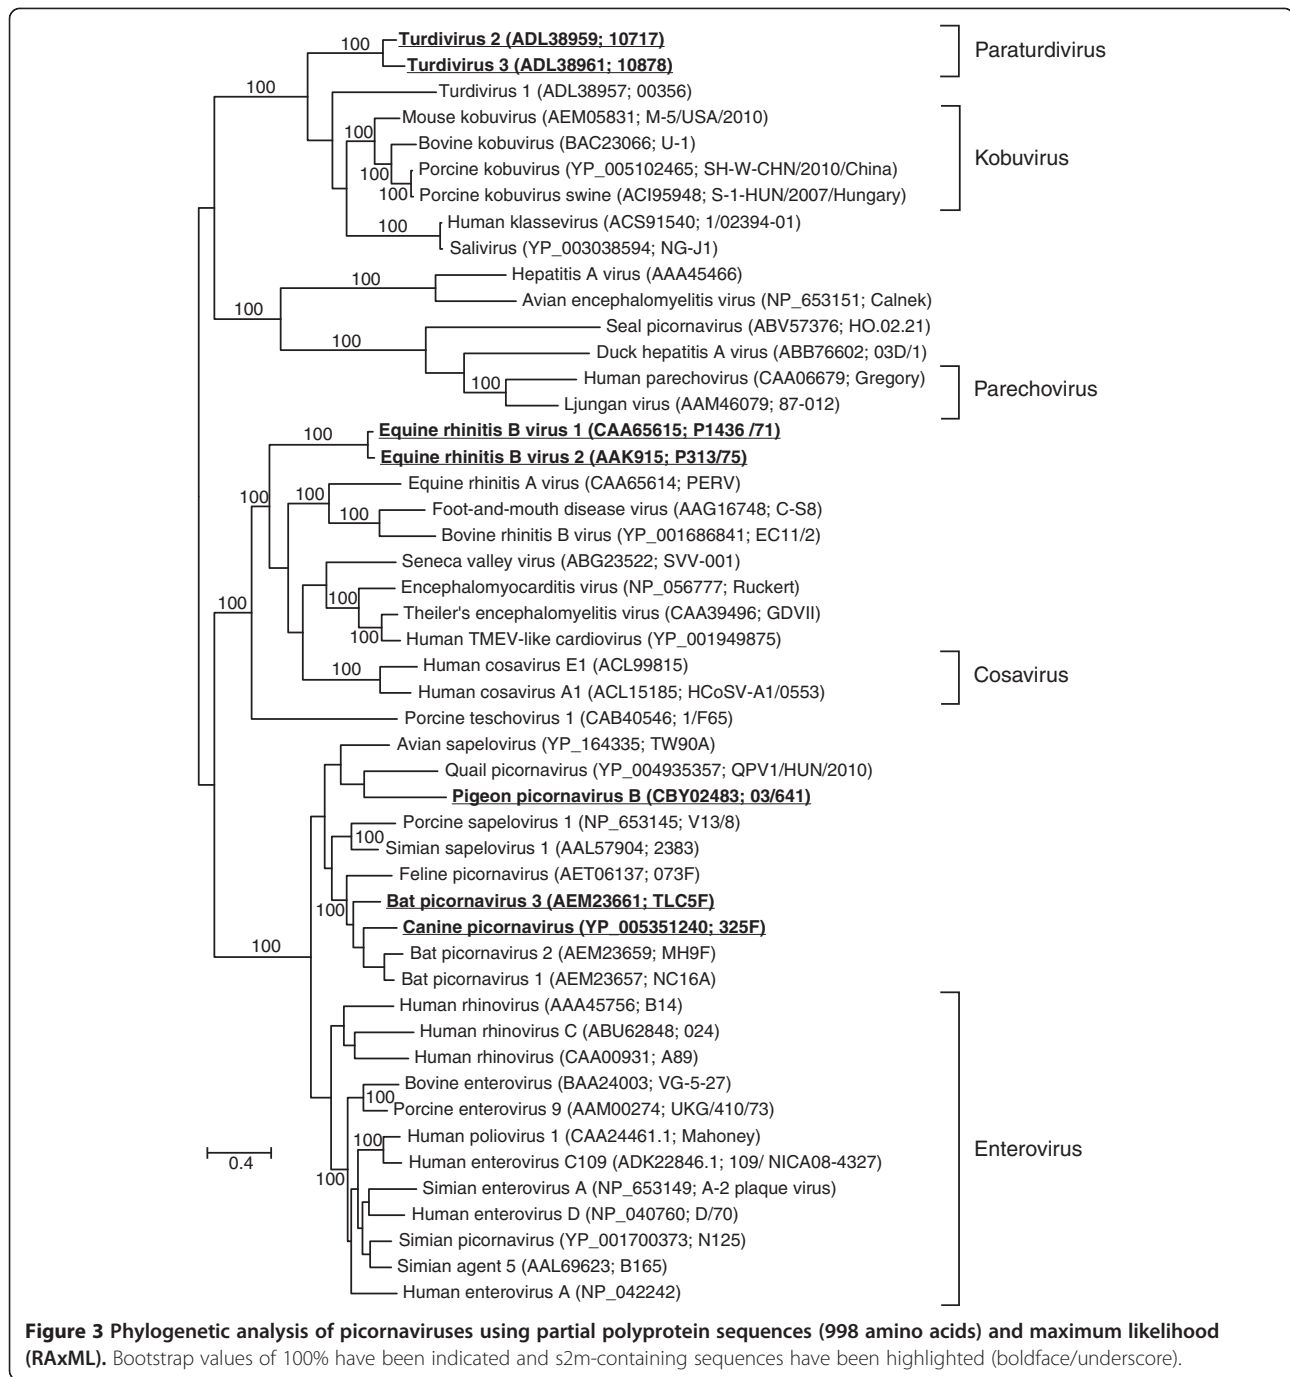 100
Turdivirus 2 (ADL38959; 10717)
Turdivirus 3 (ADL38961; 10878)
Paraturdivirus
100
Turdivirus 1 (ADL38957; 00356)
Mouse kobuvirus (AEM05831; M-5/USA/2010)
100
Bovine kobuvirus (BAC23066; U-1)
Kobuvirus
100
Porcine kobuvirus (YP_005102465; SH-W-CHN/2010/China)
100
Porcine kobuvirus swine (ACI95948; S-1-HUN/2007/Hungary)
100
Human klassevirus (ACS91540; 1/02394-01)
Salivirus (YP_003038594; NG-J1)
100
Hepatitis A virus (AAA45466)
Avian encephalomyelitis virus (NP_653151; Calnek)
100
Seal picornavirus (ABV57376; HO.02.21)
100
Duck hepatitis A virus (ABB76602; 03D/1)
100
Human parechovirus (CAA06679; Gregory)
Parechovirus
Ljungan virus (AAM46079; 87-012)
100
Equine rhinitis B virus 1 (CAA65615; P1436 /71)
Equine rhinitis B virus 2 (AAK915; P313/75)
100
100
Equine rhinitis A virus (CAA65614; PERV)
100
Foot-and-mouth disease virus (AAG16748; C-S8)
Bovine rhinitis B virus (YP_001686841; EC11/2)
Seneca valley virus (ABG23522; SVV-001)
100
100
Encephalomyocarditis virus (NP_056777; Ruckert)
Theiler's encephalomyelitis virus (CAA39496; GDVII)
100
Human TMEV-like cardiovirus (YP_001949875)
100
Human cosavirus E1 (ACL99815)
Cosavirus
Human cosavirus A1 (ACL15185; HCoSV-A1/0553)
Porcine teschovirus 1 (CAB40546; 1/F65)
Avian sapelovirus (YP_164335; TW90A)
Quail picornavirus (YP_004935357; QPV1/HUN/2010)
Pigeon picornavirus B (CBY02483; 03/641)
Porcine sapelovirus 1 (NP_653145; V13/8)
100
Simian sapelovirus 1 (AAL57904; 2383)
Feline picornavirus (AET06137; 073F)
100
Bat picornavirus 3 (AEM23661; TLC5F)
Canine picornavirus (YP_005351240; 325F)
100
Bat picornavirus 2 (AEM23659; MH9F)
Bat picornavirus 1 (AEM23657; NC16A)
Human rhinovirus (AAA45756; B14)
Human rhinovirus C (ABU62848; 024)
Human rhinovirus (CAA00931; A89)
Bovine enterovirus (BAA24003; VG-5-27)
100
Porcine enterovirus 9 (AAM00274; UKG/410/73)
100
Human poliovirus 1 (CAA24461.1; Mahoney)
Enterovirus
Human enterovirus C109 (ADK22846.1; 109/ NICA08-4327)
100
Simian enterovirus A (NP_653149; A-2 plaque virus)
Human enterovirus D (NP_040760; D/70)
Simian picornavirus (YP_001700373; N125)
Simian agent 5 (AAL69623; B165)
Human enterovirus A (NP_042242)
0.4
Figure 3 Phylogenetic analysis of picornaviruses using partial polyprotein sequences (998 amino acids) and maximum likelihood
(RAxML). Bootstrap values of 100% have been indicated and s2m-containing sequences have been highlighted (boldface/underscore).